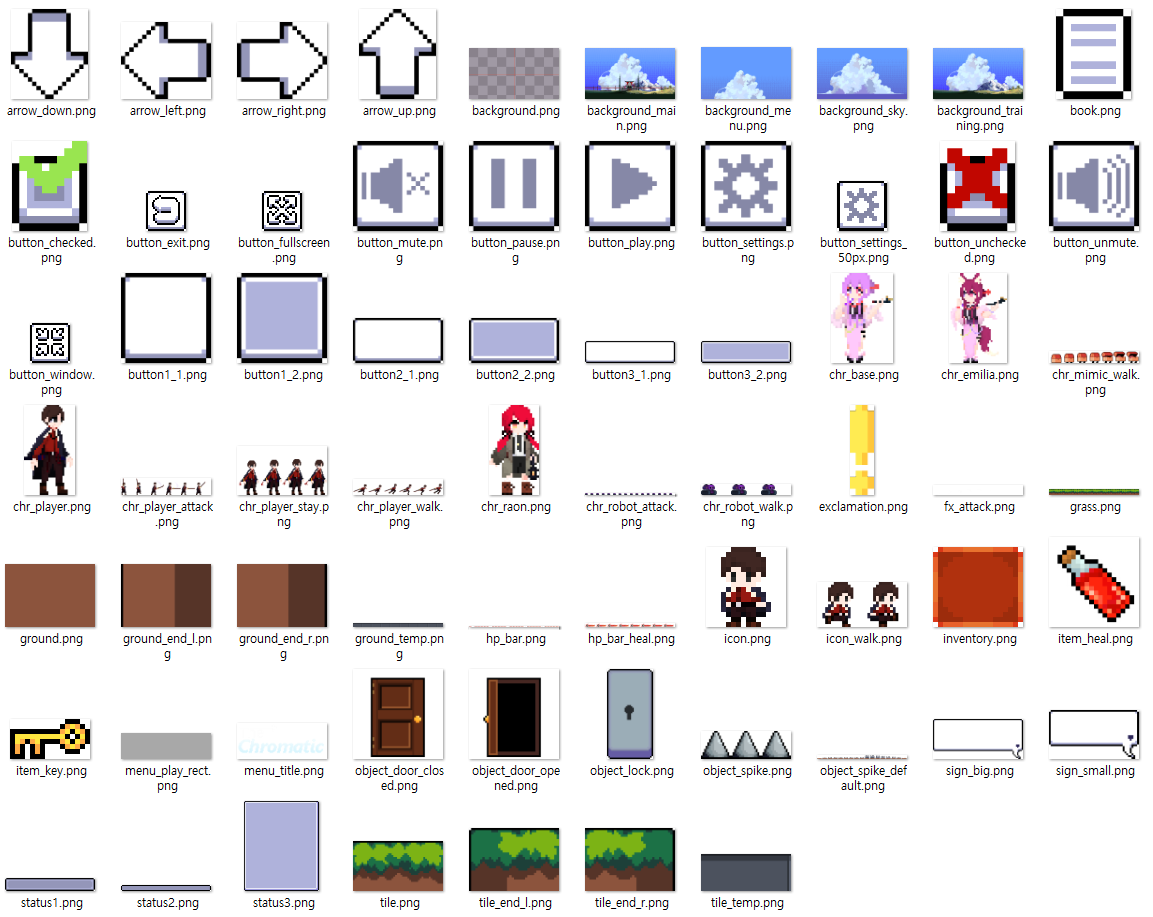 arrow_down.png arrow_left.png arrow_right.png arrow_up.png background.png background_mai background_me background_sky. background_trai book.png
n.png nu.png png ning.png
button_checked. button_exit.png button_fullscreen button_mute.pn button_pause.pn button_play.png button_settings.p button_settings_ button_unchecke button_unmute.
png .png g g ng 50px.png d.png png
button_window. button1_1.png button1_2.png button2_1.png button2_2.png button3_1.png button3_2.png chr_base.png chr_emilia.png chr_mimic_walk.
png png
chr_player.png chr_player_attack chr_player_stay.p chr_player_walk. chr_raon.png chr_robot_attack. chr_robot_walk.p exclamation.png fx_attack.png grass.png
.png ng png png ng
ground.png ground_end_l.pn ground_end_r.pn ground_temp.pn hp_bar.png hp_bar_heal.png icon.png icon_walk.png inventory.png item_heal.png
g g g
Chromatic
item_key.png menu_play_rect. menu_title.png object_door_clos object_door_ope object_lock.png object_spike.png object_spike_def sign_big.png sign_small.png
png ed.png ned.png ault.png
status1.png status2.png status3.png tile.png tile_end_l.png tile_end_r.png tile_temp.png